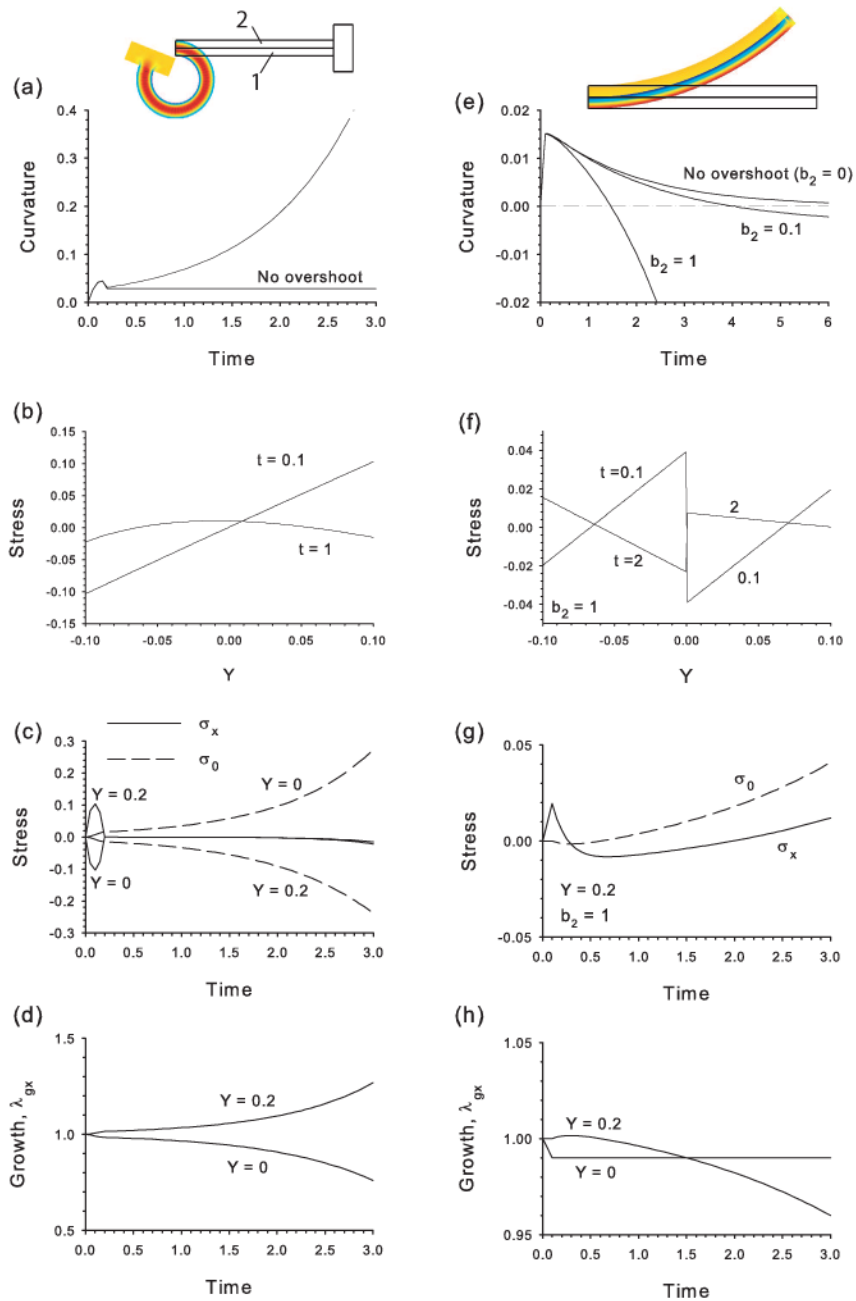 2
1
(a)
0.4
0.3
0.2
0.1
0.0
Curvature
No overshoot
0.0 0.5 1.0 1.5 2.0 2.5 3.0
Time
(e)
0.02
0.01
0.00
-0.01
-0.02
Curvature
No overshoot (b2 = 0)
b2 = 0.1
b2 = 1
0 1 2 3 4 5 6
Time
(b)
0.15
0.10
0.05
0.00
-0.05
-0.10
-0.15
Stress
t = 0.1
t = 1
-0.10 -0.05 0.00 0.05 0.10
Y
(f)
0.04
0.02
0.00
-0.02
-0.04
Stress
t = 0.1
2
t = 2
0.1
b2 = 1
-0.10 -0.05 0.00 0.05 0.10
Y
(c)
σx
σ0
0.3
0.2
0.1
0.0
-0.1
-0.2
-0.3
Stress
Y = 0.2
Y = 0
Y = 0
Y = 0.2
0.0 0.5 1.0 1.5 2.0 2.5 3.0
Time
(g)
0.05
0.00
-0.05
Stress
σ0
σx
Y = 0.2
b2 = 1
0.0 0.5 1.0 1.5 2.0 2.5 3.0
Time
(d)
1.5
1.0
0.5
Growth, λgx
Y = 0.2
Y = 0
0.0 0.5 1.0 1.5 2.0 2.5 3.0
Time
(h)
1.05
1.00
0.95
Growth, λgx
Y = 0.2
Y = 0
0.0 0.5 1.0 1.5 2.0 2.5 3.0
Time